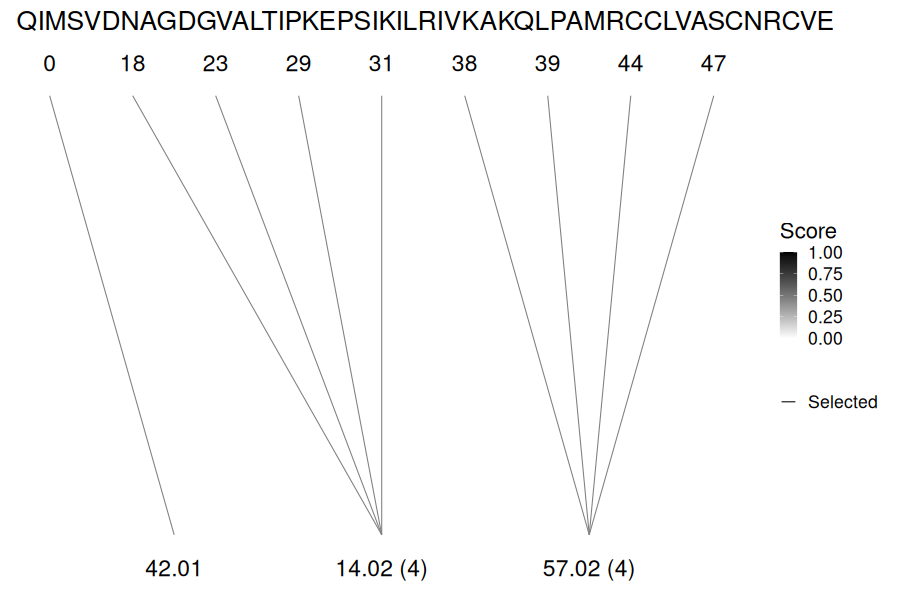 QIMSVDNAGDGVALTIPKEPSIKILRIVKAKQLPAMRCCLVASCNRCVE
0 18 23 29 31 38 39 44 47
Score
1.00
0.75
0.50
0.25
0.00
Selected
42.01 14.02 (4) 57.02 (4)